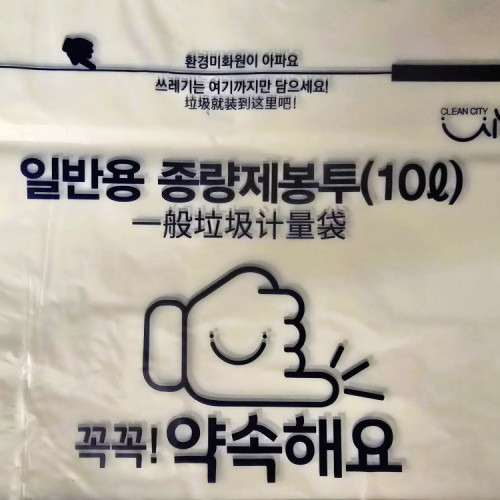 환경미화원이 아파요
쓰레기는 여기까지만 담으세요!
垃圾就装到这里吧!
CLEAN CITY
일반용 종량제봉투(10ℓ)
一般垃圾计量袋
꼭꼭! 약속해요